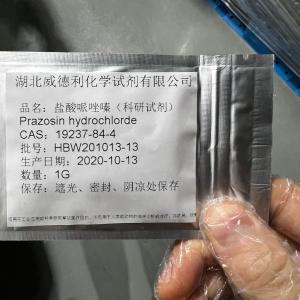 湖北威德利化学试剂有限公司
品名：盐酸哌唑嗪（科研试剂）
Prazosin hydrochlorde
CAS：19237-84-4
批号：HBW201013-13
生产日期：2020-10-13
数量：1G
保存：遮光、密封、阴凉处保存